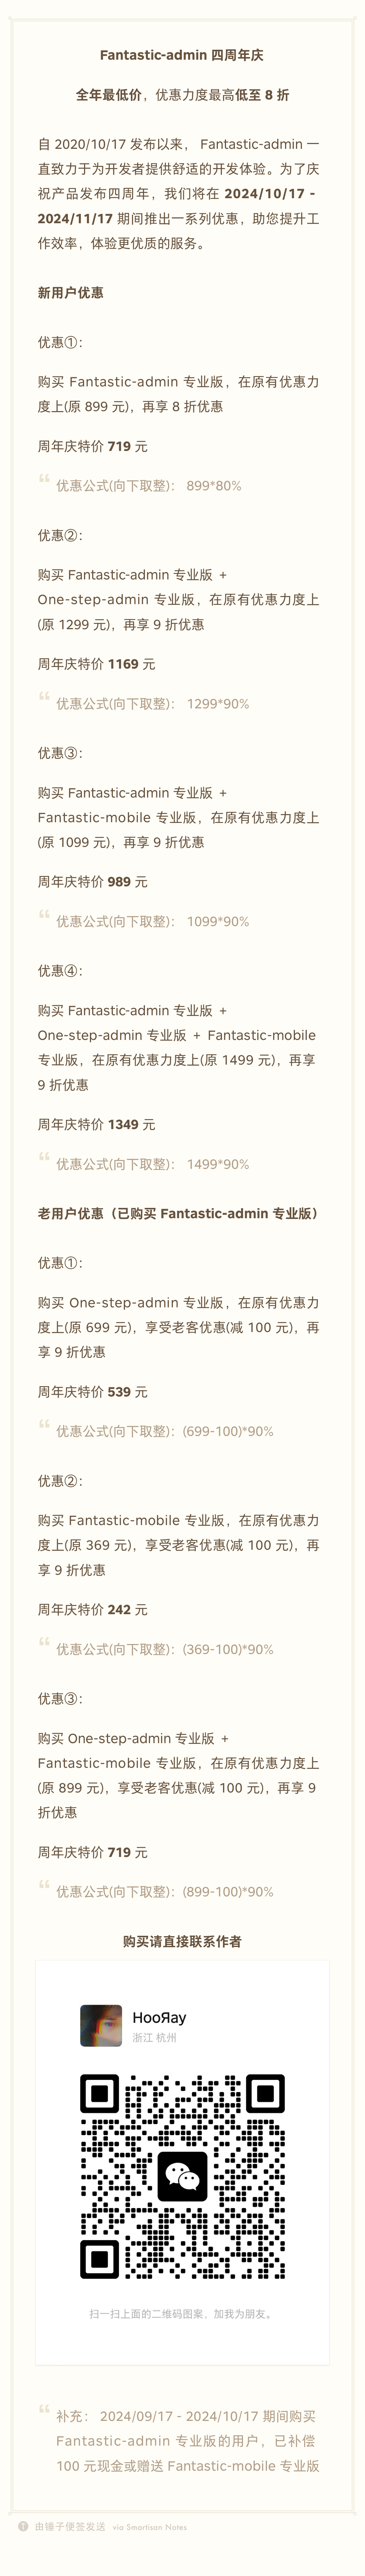 Fantastic-admin 四周年庆
全年最低价，优惠力度最高低至 8 折
自 2020/10/17 发布以来， Fantastic-admin 一
直致力于为开发者提供舒适的开发体验。为了庆
祝产品发布四周年，我们将在 2024/10/17 -
2024/11/17 期间推出一系列优惠，助您提升工
作效率，体验更优质的服务。
新用户优惠
优惠①：
购买 Fantastic-admin 专业版，在原有优惠力
度上(原 899 元)，再享 8 折优惠
周年庆特价 719 元
优惠公式(向下取整)： 899*80%
优惠②：
购买 Fantastic-admin 专业版 +
One-step-admin 专业版，在原有优惠力度上
(原 1299 元)，再享 9 折优惠
周年庆特价 1169 元
优惠公式(向下取整)： 1299*90%
优惠③：
购买 Fantastic-admin 专业版 +
Fantastic-mobile 专业版，在原有优惠力度上
(原 1099 元)，再享 9 折优惠
周年庆特价 989 元
优惠公式(向下取整)： 1099*90%
优惠④：
购买 Fantastic-admin 专业版 +
One-step-admin 专业版 + Fantastic-mobile
专业版，在原有优惠力度上(原 1499 元)，再享
9 折优惠
周年庆特价 1349 元
优惠公式(向下取整)： 1499*90%
老用户优惠（已购买 Fantastic-admin 专业版）
优惠①：
购买 One-step-admin 专业版，在原有优惠力
度上(原 699 元)，享受老客优惠(减 100 元)，再
享 9 折优惠
周年庆特价 539 元
优惠公式(向下取整)：(699-100)*90%
优惠②：
购买 Fantastic-mobile 专业版，在原有优惠力
度上(原 369 元)，享受老客优惠(减 100 元)，再
享 9 折优惠
周年庆特价 242 元
优惠公式(向下取整)：(369-100)*90%
优惠③：
购买 One-step-admin 专业版 +
Fantastic-mobile 专业版，在原有优惠力度上
(原 899 元)，享受老客优惠(减 100 元)，再享 9
折优惠
周年庆特价 719 元
优惠公式(向下取整)：(899-100)*90%
购买请直接联系作者
HooЯay
浙江 杭州
扫一扫上面的二维码图案，加我为朋友。
补充： 2024/09/17 - 2024/10/17 期间购买
Fantastic-admin 专业版的用户，已补偿
100 元现金或赠送 Fantastic-mobile 专业版
由锤子便签发送 via Smartisan Notes